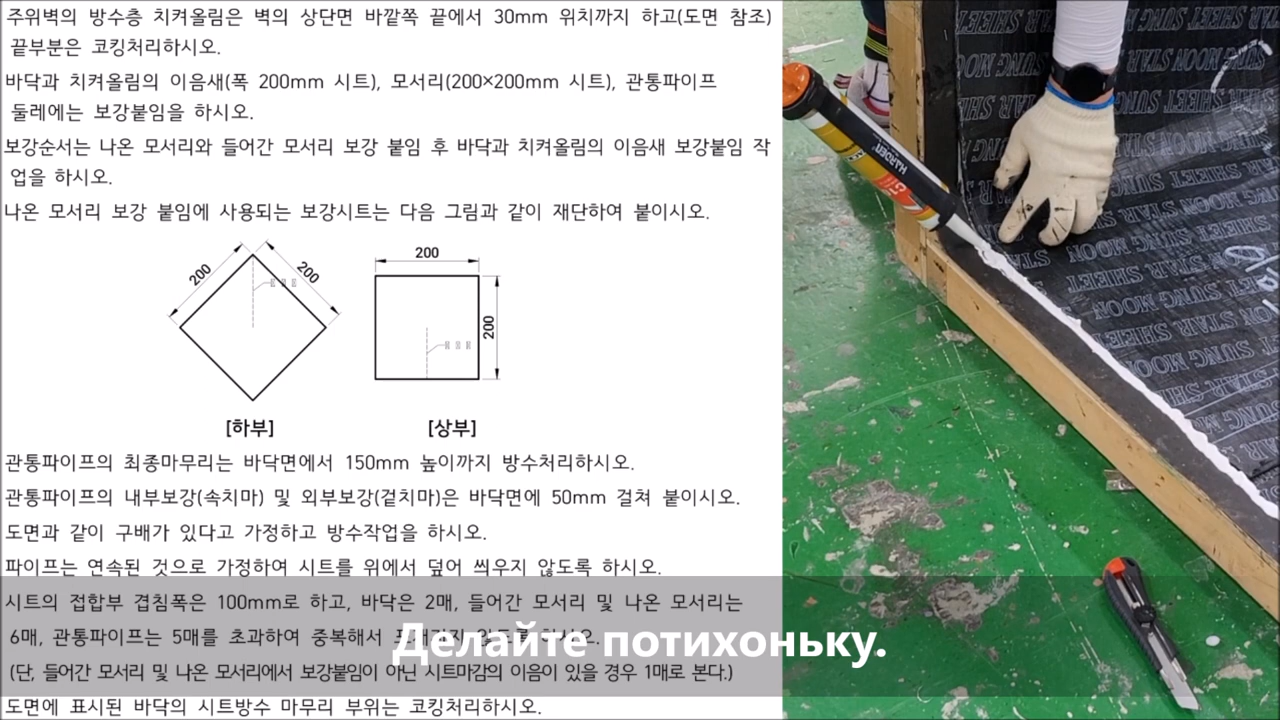 주위벽의 방수층 치켜올림은 벽의 상단면 바깥쪽 끝에서 30mm 위치까지 하고(도면 참조)
끝부분은 코킹처리하시오.
바닥과 치켜올림의 이음새(폭 200mm 시트), 모서리(200×200mm 시트), 관통파이프
둘레에는 보강붙임을 하시오.
보강순서는 나온 모서리와 들어간 모서리 보강 붙임 후 바닥과 치켜올림의 이음새 보강붙임 작
업을 하시오.
나온 모서리 보강 붙임에 사용되는 보강시트는 다음 그림과 같이 재단하여 붙이시오.
200 200 200
200
[하부] [상부]
관통파이프의 최종마무리는 바닥면에서 150mm 높이까지 방수처리하시오.
관통파이프의 내부보강(속치마) 및 외부보강(겉치마)은 바닥면에 50mm 걸쳐 붙이시오.
도면과 같이 구배가 있다고 가정하고 방수작업을 하시오.
파이프는 연속된 것으로 가정하여 시트를 위에서 덮어 씌우지 않도록 하시오.
시트의 접합부 겹침폭은 100mm로 하고, 바닥은 2매, 들어간 모서리 및 나온 모서리는
6매, 관통파이프는 5매를 초과하여 중복해서
Делайте потихоньку.
(단, 들어간 모서리 및 나온 모서리에서 보강붙임이 아닌 시트마감의 이음이 있을 경우 1매로 본다.)
도면에 표시된 바닥의 시트방수 마무리 부위는 코킹처리하시오.
HARDEN
STAR SHEET SUNG MOON